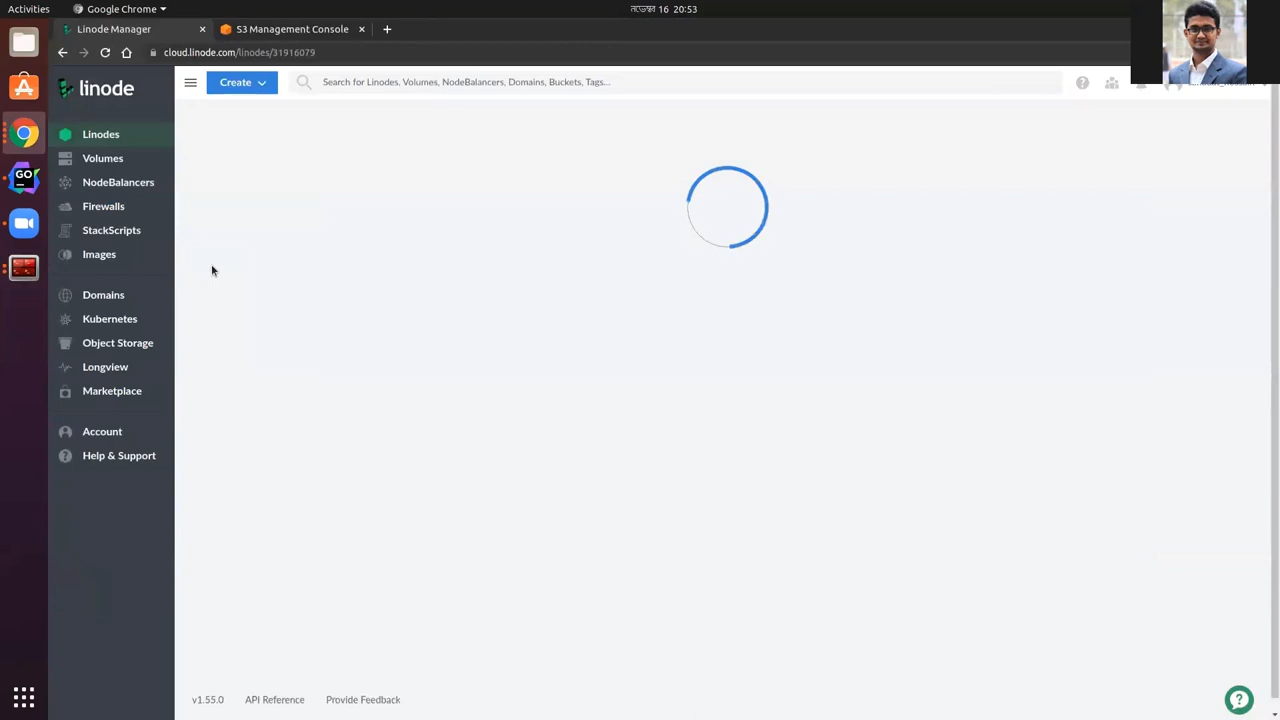 Activities
Google Chrome
নভেম্বর 16 20:53
Linode Manager
S3 Management Console
cloud.linode.com/linodes/31916079
linode
Create
Search for Linodes, Volumes, NodeBalancers, Domains, Buckets, Tags...
Linodes
Volumes
NodeBalancers
Firewalls
StackScripts
Images
Domains
Kubernetes
Object Storage
Longview
Marketplace
Account
Help & Support
GO
v1.55.0
API Reference
Provide Feedback